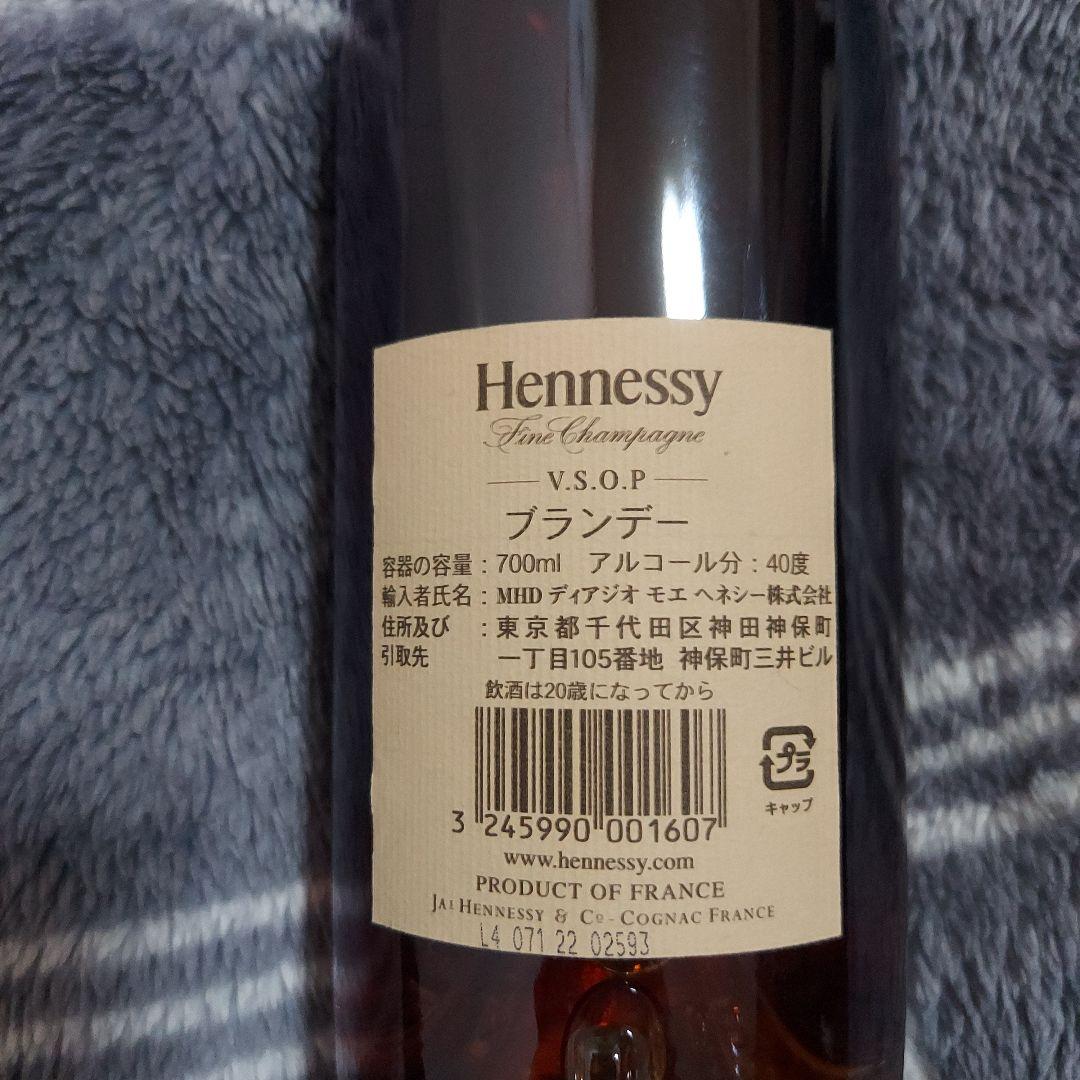 Hennessy
Fine Champagne
V.S.O.P
ブランデー
容器の容量：700ml　アルコール分：40度
輸入者氏名：MHD ディアジオ モエ ヘネシー株式会社
住所及び　：東京都千代田区神田神保町
引取先　　　一丁目105番地　神保町三井ビル
飲酒は20歳になってから
プラ
キャップ
3 245990 001607
www.hennessy.com
PRODUCT OF FRANCE
JAs HENNESSY & Cº - COGNAC FRANCE
L4 071 22 02593